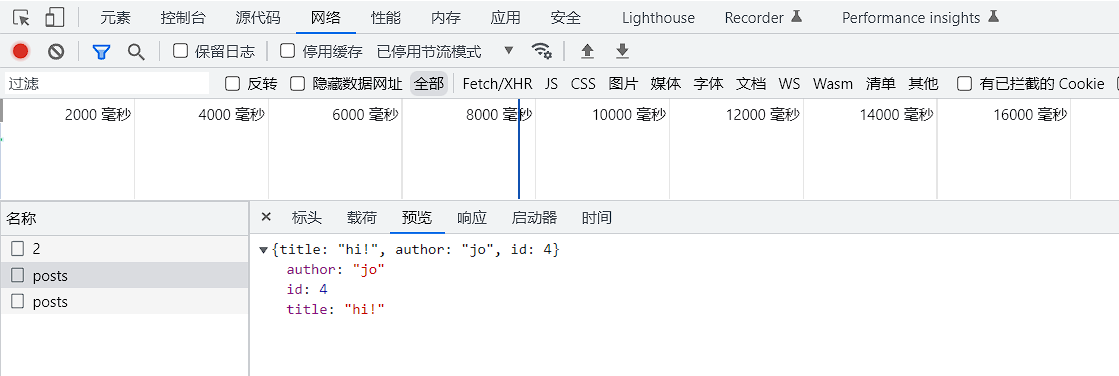 元素 控制台 源代码 网络 性能 内存 应用 安全 Lighthouse Recorder Performance insights
保留日志 停用缓存 已停用节流模式
过滤 反转 隐藏数据网址 全部 Fetch/XHR JS CSS 图片 媒体 字体 文档 WS Wasm 清单 其他 有已拦截的 Cookie
2000 毫秒 4000 毫秒 6000 毫秒 8000 毫秒 10000 毫秒 12000 毫秒 14000 毫秒 16000 毫秒
名称 × 标头 载荷 预览 响应 启动器 时间
2 {title: "hi!", author: "jo", id: 4}
posts author: "jo"
id: 4
posts title: "hi!"